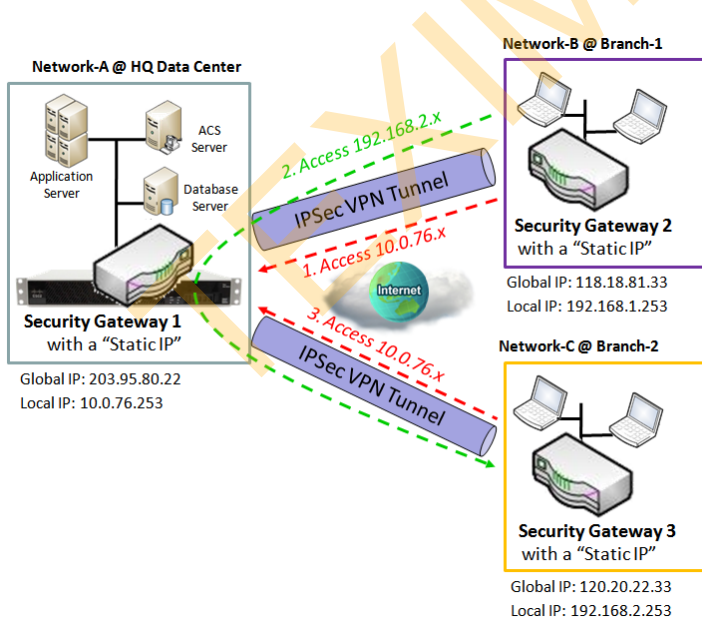 Network-A @ HQ Data Center
Application
Server
ACS
Server
Database
Server
Security Gateway 1
with a “Static IP”
Global IP: 203.95.80.22
Local IP: 10.0.76.253
2. Access 192.168.2.x
IPSec VPN Tunnel
1. Access 10.0.76.x
Internet
3. Access 10.0.76.x
IPSec VPN Tunnel
Network-B @ Branch-1
Security Gateway 2
with a “Static IP”
Global IP: 118.18.81.33
Local IP: 192.168.1.253
Network-C @ Branch-2
Security Gateway 3
with a “Static IP”
Global IP: 120.20.22.33
Local IP: 192.168.2.253